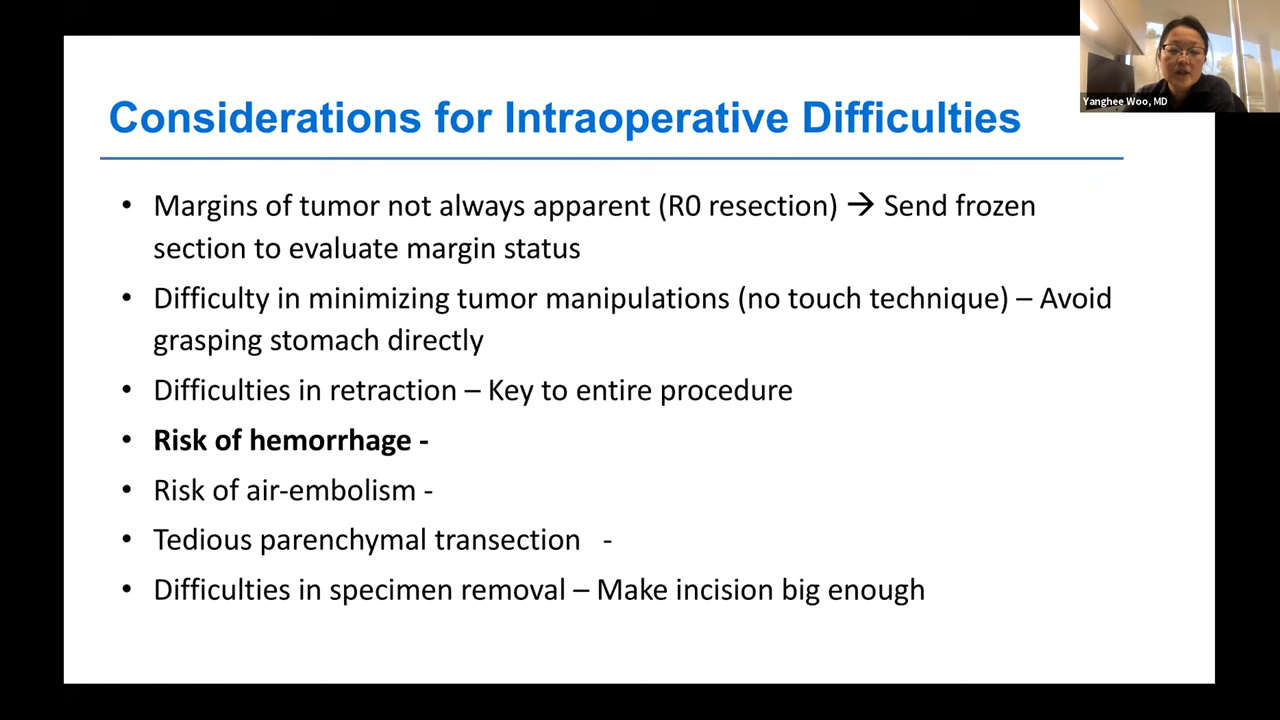 Considerations for Intraoperative Difficulties
Yanghee Woo, MD
• Margins of tumor not always apparent (R0 resection) → Send frozen
section to evaluate margin status
• Difficulty in minimizing tumor manipulations (no touch technique) – Avoid
grasping stomach directly
• Difficulties in retraction – Key to entire procedure
• Risk of hemorrhage -
• Risk of air-embolism -
• Tedious parenchymal transection -
• Difficulties in specimen removal – Make incision big enough